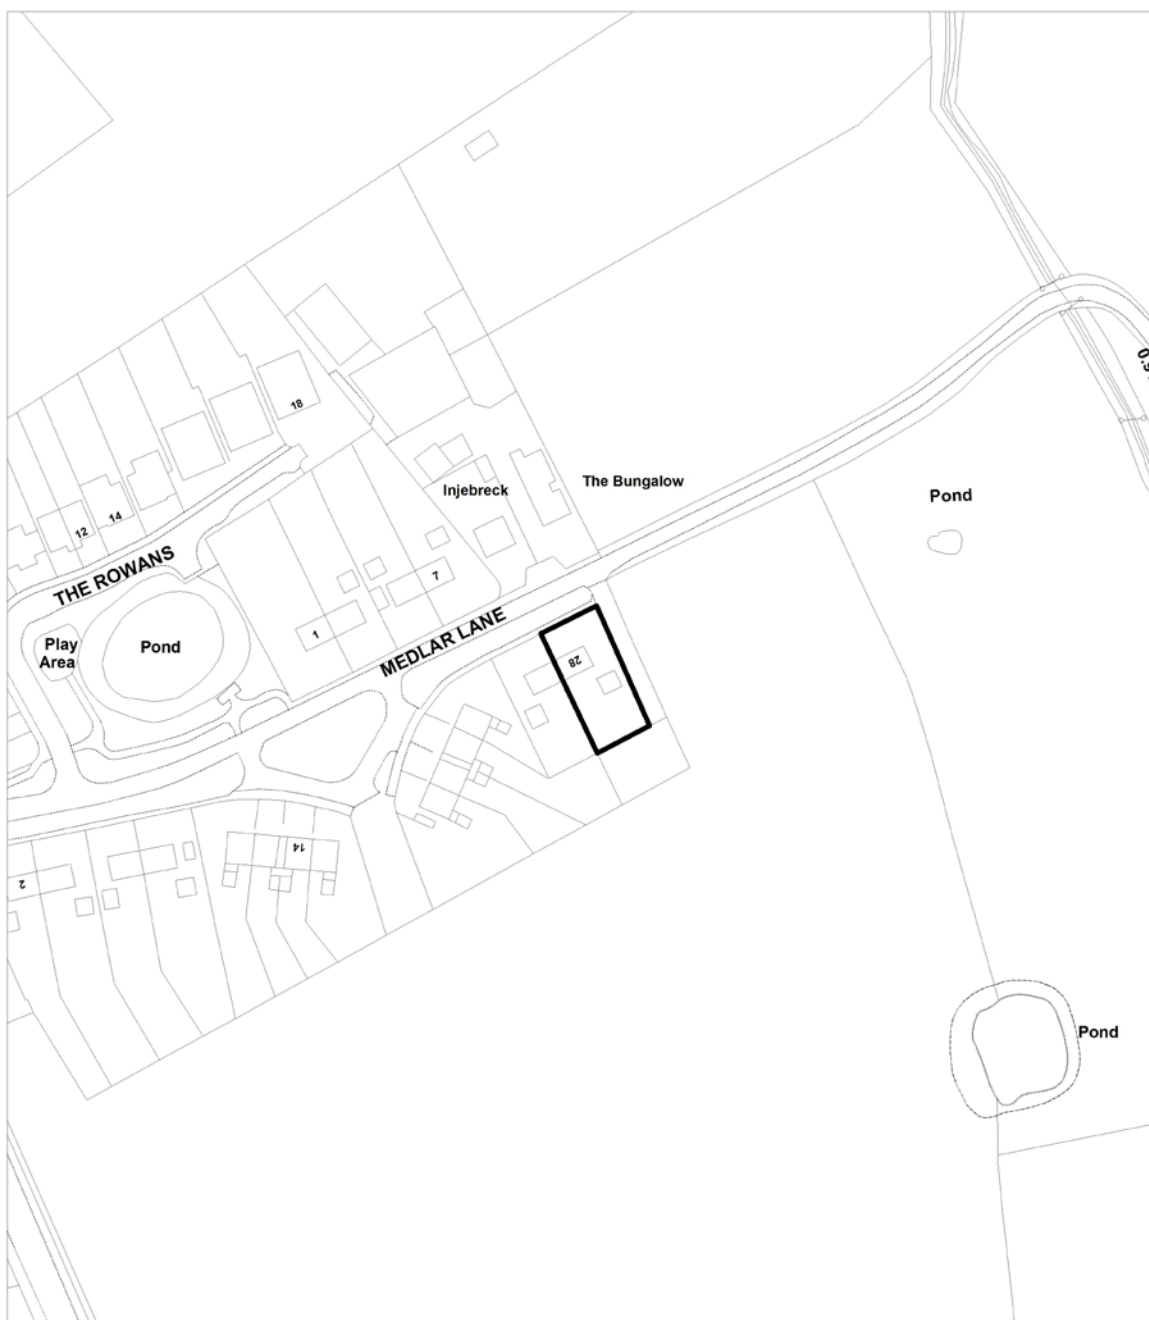 18
12
14
THE ROWANS
Injebreck
The Bungalow
Pond
7
1
Play
Area
Pond
MEDLAR LANE
28
14
2
Pond